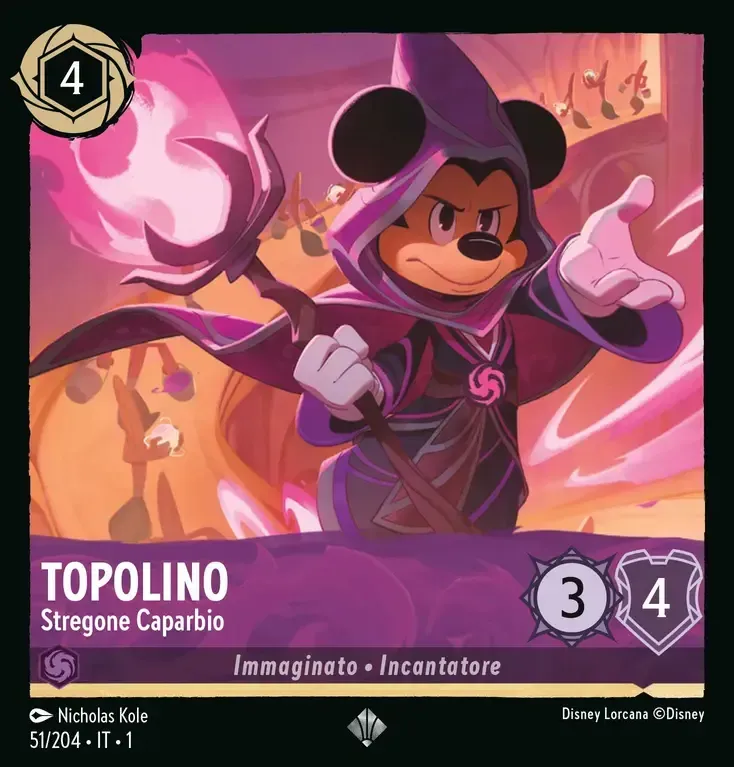 4
TOPOLINO
Stregone Caparbio
3
4
Immaginato • Incantatore
Nicholas Kole
Disney Lorcana ©Disney
51/204 • IT • 1